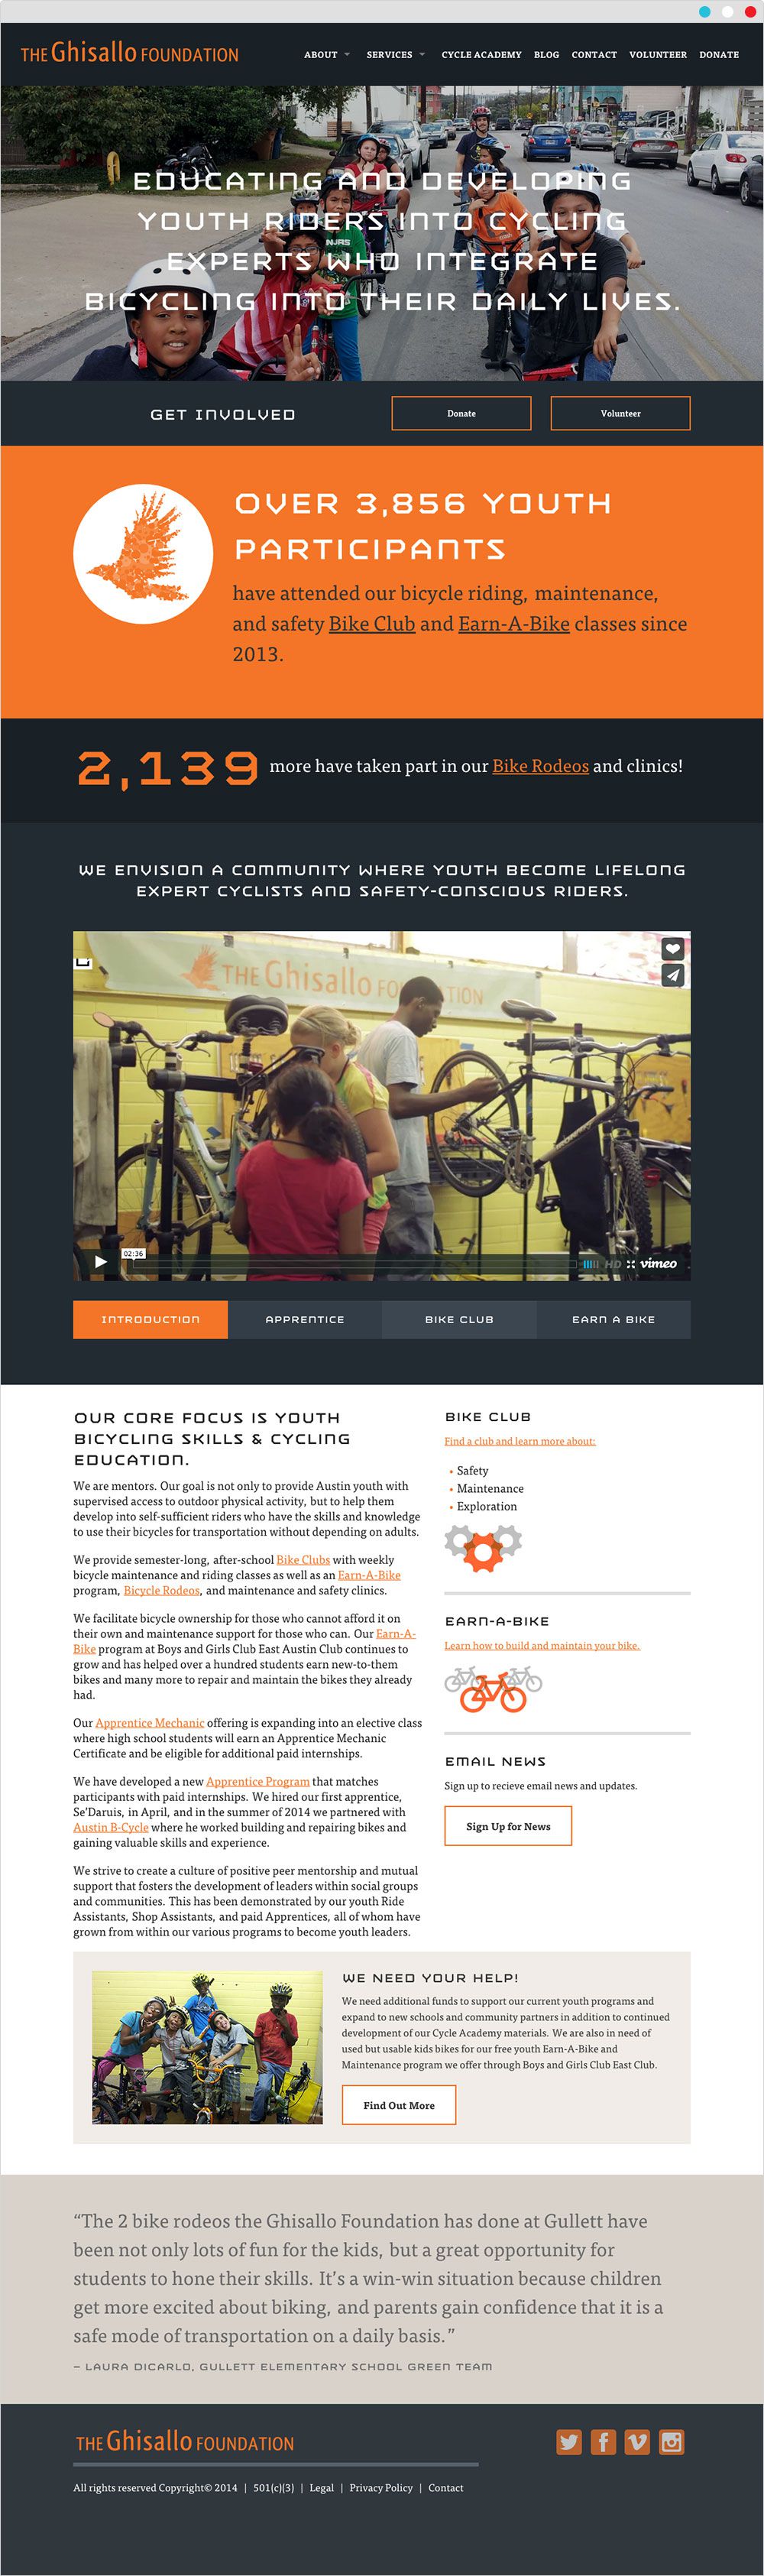 THE Ghisallo FOUNDATION
ABOUT SERVICES CYCLE ACADEMY BLOG CONTACT VOLUNTEER DONATE
EDUCATING AND DEVELOPING
YOUTH RIDERS INTO CYCLING
EXPERTS WHO INTEGRATE
BICYCLING INTO THEIR DAILY LIVES.
GET INVOLVED
Donate
Volunteer
OVER 3,856 YOUTH
PARTICIPANTS
have attended our bicycle riding, maintenance,
and safety Bike Club and Earn-A-Bike classes since
2013.
2,139 more have taken part in our Bike Rodeos and clinics!
WE ENVISION A COMMUNITY WHERE YOUTH BECOME LIFELONG
EXPERT CYCLISTS AND SAFETY-CONSCIOUS RIDERS.
THE Ghisallo FO TION
02:36
HD vimeo
INTRODUCTION
APPRENTICE
BIKE CLUB
EARN A BIKE
OUR CORE FOCUS IS YOUTH
BICYCLING SKILLS & CYCLING
EDUCATION.
We are mentors. Our goal is not only to provide Austin youth with
supervised access to outdoor physical activity, but to help them
develop into self-sufficient riders who have the skills and knowledge
to use their bicycles for transportation without depending on adults.
We provide semester-long, after-school Bike Clubs with weekly
bicycle maintenance and riding classes as well as an Earn-A-Bike
program, Bicycle Rodeos, and maintenance and safety clinics.
We facilitate bicycle ownership for those who cannot afford it on
their own and maintenance support for those who can. Our Earn-A-
Bike program at Boys and Girls Club East Austin Club continues to
grow and has helped over a hundred students earn new-to-them
bikes and many more to repair and maintain the bikes they already
had.
Our Apprentice Mechanic offering is expanding into an elective class
where high school students will earn an Apprentice Mechanic
Certificate and be eligible for additional paid internships.
We have developed a new Apprentice Program that matches
participants with paid internships. We hired our first apprentice,
Se'Daruis, in April, and in the summer of 2014 we partnered with
Austin B-Cycle where he worked building and repairing bikes and
gaining valuable skills and experience.
We strive to create a culture of positive peer mentorship and mutual
support that fosters the development of leaders within social groups
and communities. This has been demonstrated by our youth Ride
Assistants, Shop Assistants, and paid Apprentices, all of whom have
grown from within our various programs to become youth leaders.
BIKE CLUB
Find a club and learn more about:
• Safety
• Maintenance
• Exploration
EARN-A-BIKE
Learn how to build and maintain your bike.
EMAIL NEWS
Sign up to recieve email news and updates.
Sign Up for News
WE NEED YOUR HELP!
We need additional funds to support our current youth programs and
expand to new schools and community partners in addition to continued
development of our Cycle Academy materials. We are also in need of
used but usable kids bikes for our free youth Earn-A-Bike and
Maintenance program we offer through Boys and Girls Club East Club.
Find Out More
“The 2 bike rodeos the Ghisallo Foundation has done at Gullett have
been not only lots of fun for the kids, but a great opportunity for
students to hone their skills. It’s a win-win situation because children
get more excited about biking, and parents gain confidence that it is a
safe mode of transportation on a daily basis.”
– LAURA DICARLO, GULLETT ELEMENTARY SCHOOL GREEN TEAM
THE Ghisallo FOUNDATION
All rights reserved Copyright© 2014 | 501(c)(3) | Legal | Privacy Policy | Contact